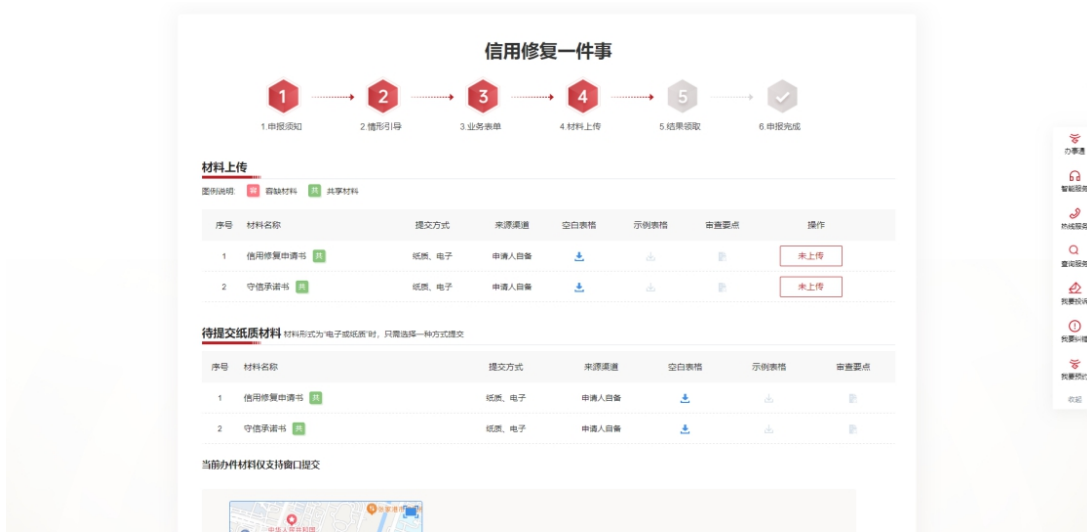 信用修复一件事
1 2 3 4 5
1.申报须知 2.情形引导 3.业务表单 4.材料上传 5.结果领取 6.申报完成
材料上传
图例说明: 容 容缺材料 共 共享材料
序号 材料名称 提交方式 来源渠道 空白表格 示例表格 审查要点 操作
1 信用修复申请书 共 纸质、电子 申请人自备 未上传
2 守信承诺书 共 纸质、电子 申请人自备 未上传
待提交纸质材料 材料形式为“电子或纸质”时,只需选择一种方式提交
序号 材料名称 提交方式 来源渠道 空白表格 示例表格 审查要点
1 信用修复申请书 共 纸质、电子 申请人自备
2 守信承诺书 共 纸质、电子 申请人自备
当前办件材料仅支持窗口提交
中华人民共和国
办事通
智能服务
热线服务
查询服务
我要投诉
我要纠错
我要预约
收起